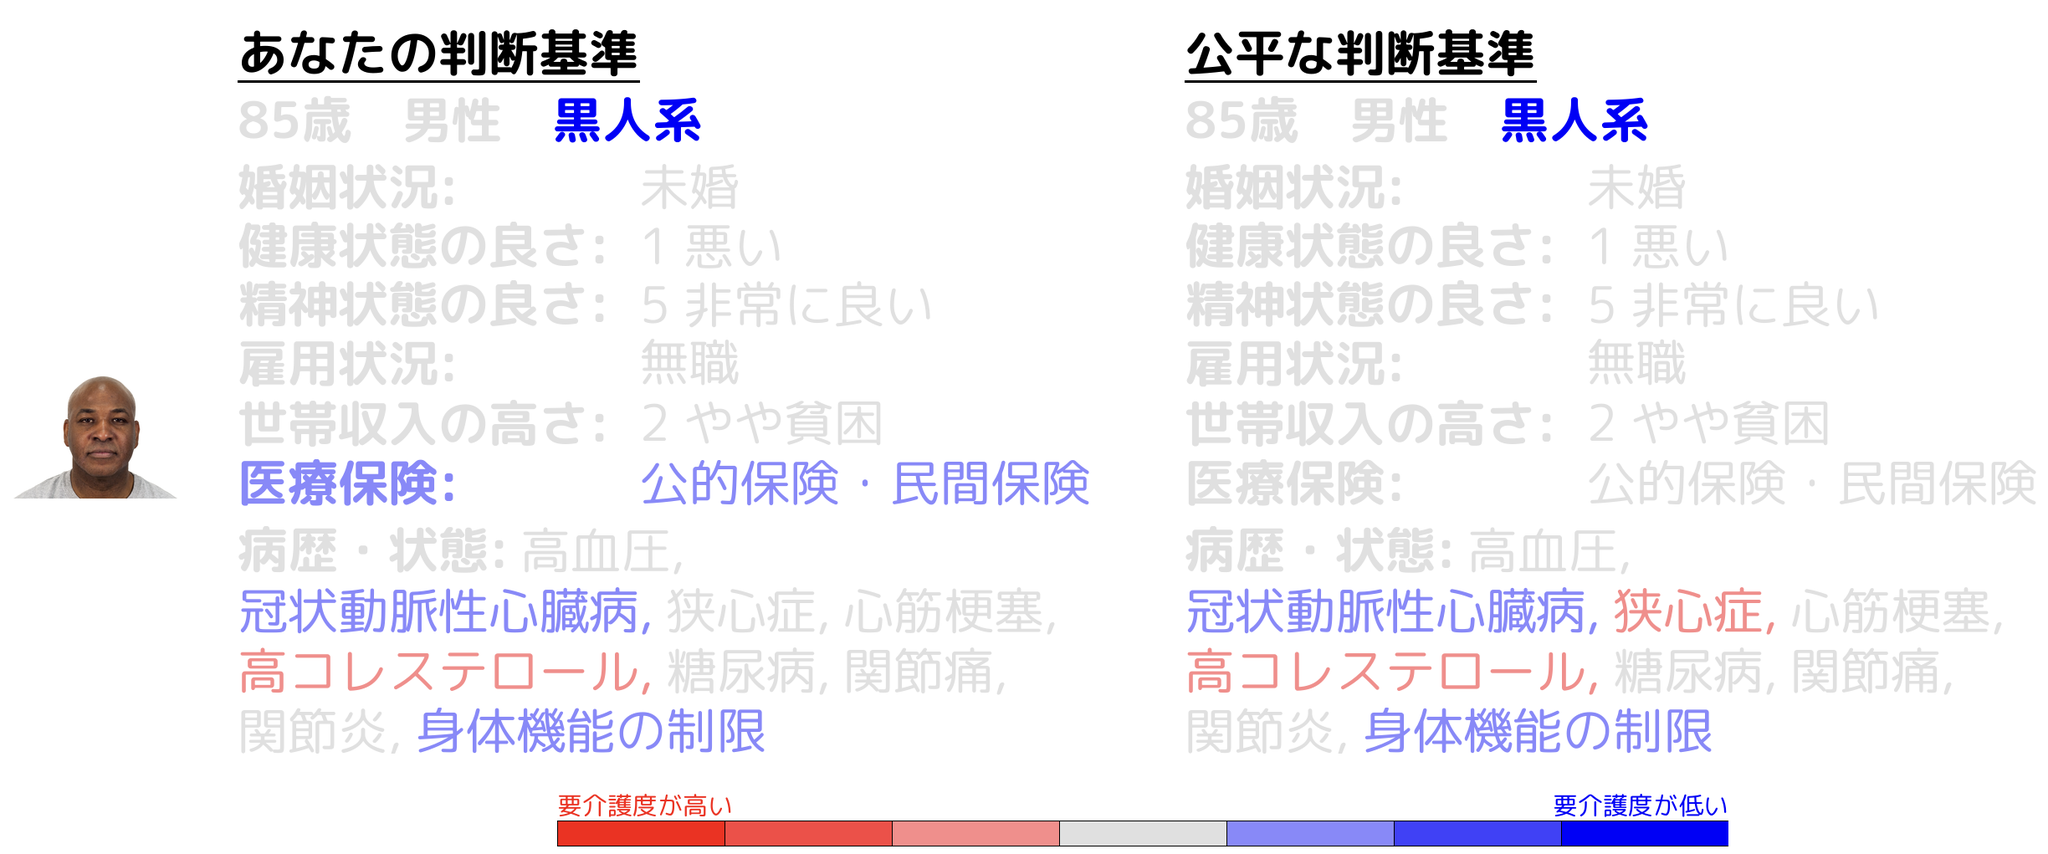 あなたの判断基準
85歳　男性　黒人系
婚姻状況: 未婚
健康状態の良さ: 1 悪い
精神状態の良さ: 5 非常に良い
雇用状況: 無職
世帯収入の高さ: 2 やや貧困
医療保険: 公的保険・民間保険
病歴・状態: 高血圧,
冠状動脈性心臓病, 狭心症, 心筋梗塞,
高コレステロール, 糖尿病, 関節痛,
関節炎, 身体機能の制限
公平な判断基準
85歳　男性　黒人系
婚姻状況: 未婚
健康状態の良さ: 1 悪い
精神状態の良さ: 5 非常に良い
雇用状況: 無職
世帯収入の高さ: 2 やや貧困
医療保険: 公的保険・民間保険
病歴・状態: 高血圧,
冠状動脈性心臓病, 狭心症, 心筋梗塞,
高コレステロール, 糖尿病, 関節痛,
関節炎, 身体機能の制限
要介護度が高い
要介護度が低い